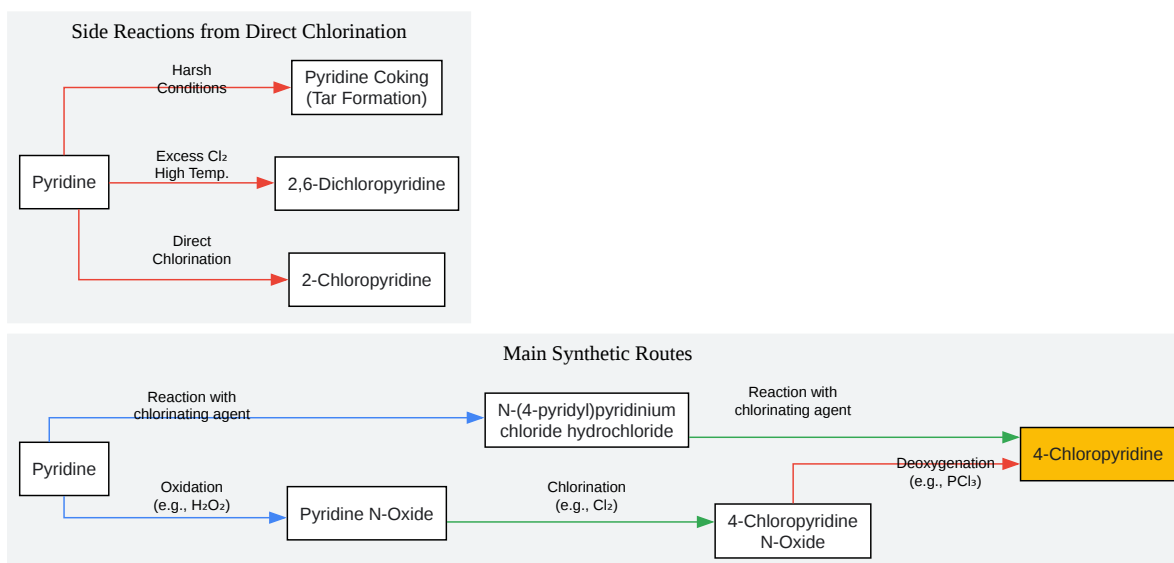 Side Reactions from Direct Chlorination
Harsh
Conditions
Pyridine Coking
(Tar Formation)
Pyridine
Excess Cl₂
High Temp.
2,6-Dichloropyridine
Direct
Chlorination
2-Chloropyridine
Main Synthetic Routes
Reaction with
chlorinating agent
N-(4-pyridyl)pyridinium
chloride hydrochloride
Reaction with
chlorinating agent
4-Chloropyridine
Pyridine
Oxidation
(e.g., H₂O₂)
Pyridine N-Oxide
Chlorination
(e.g., Cl₂)
4-Chloropyridine
N-Oxide
Deoxygenation
(e.g., PCl₃)